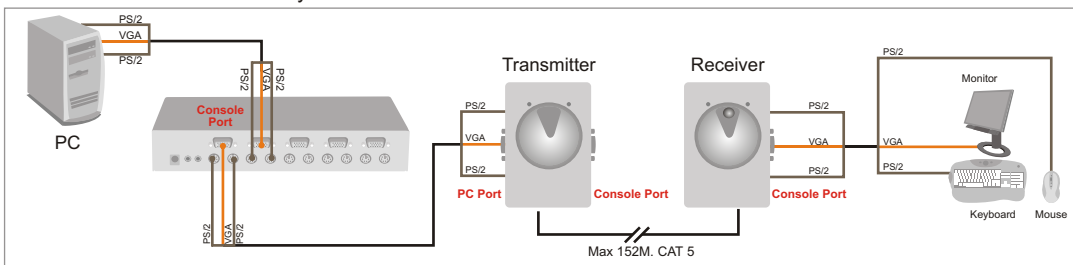 PS/2
VGA
PS/2
PC
Console
Port
PS/2
VGA
PS/2
PS/2
VGA
PS/2
Transmitter
PS/2
VGA
PS/2
PC Port
Console Port
Receiver
PS/2
VGA
PS/2
Console Port
Max 152M. CAT 5
PS/2
VGA
PS/2
Monitor
Keyboard
Mouse